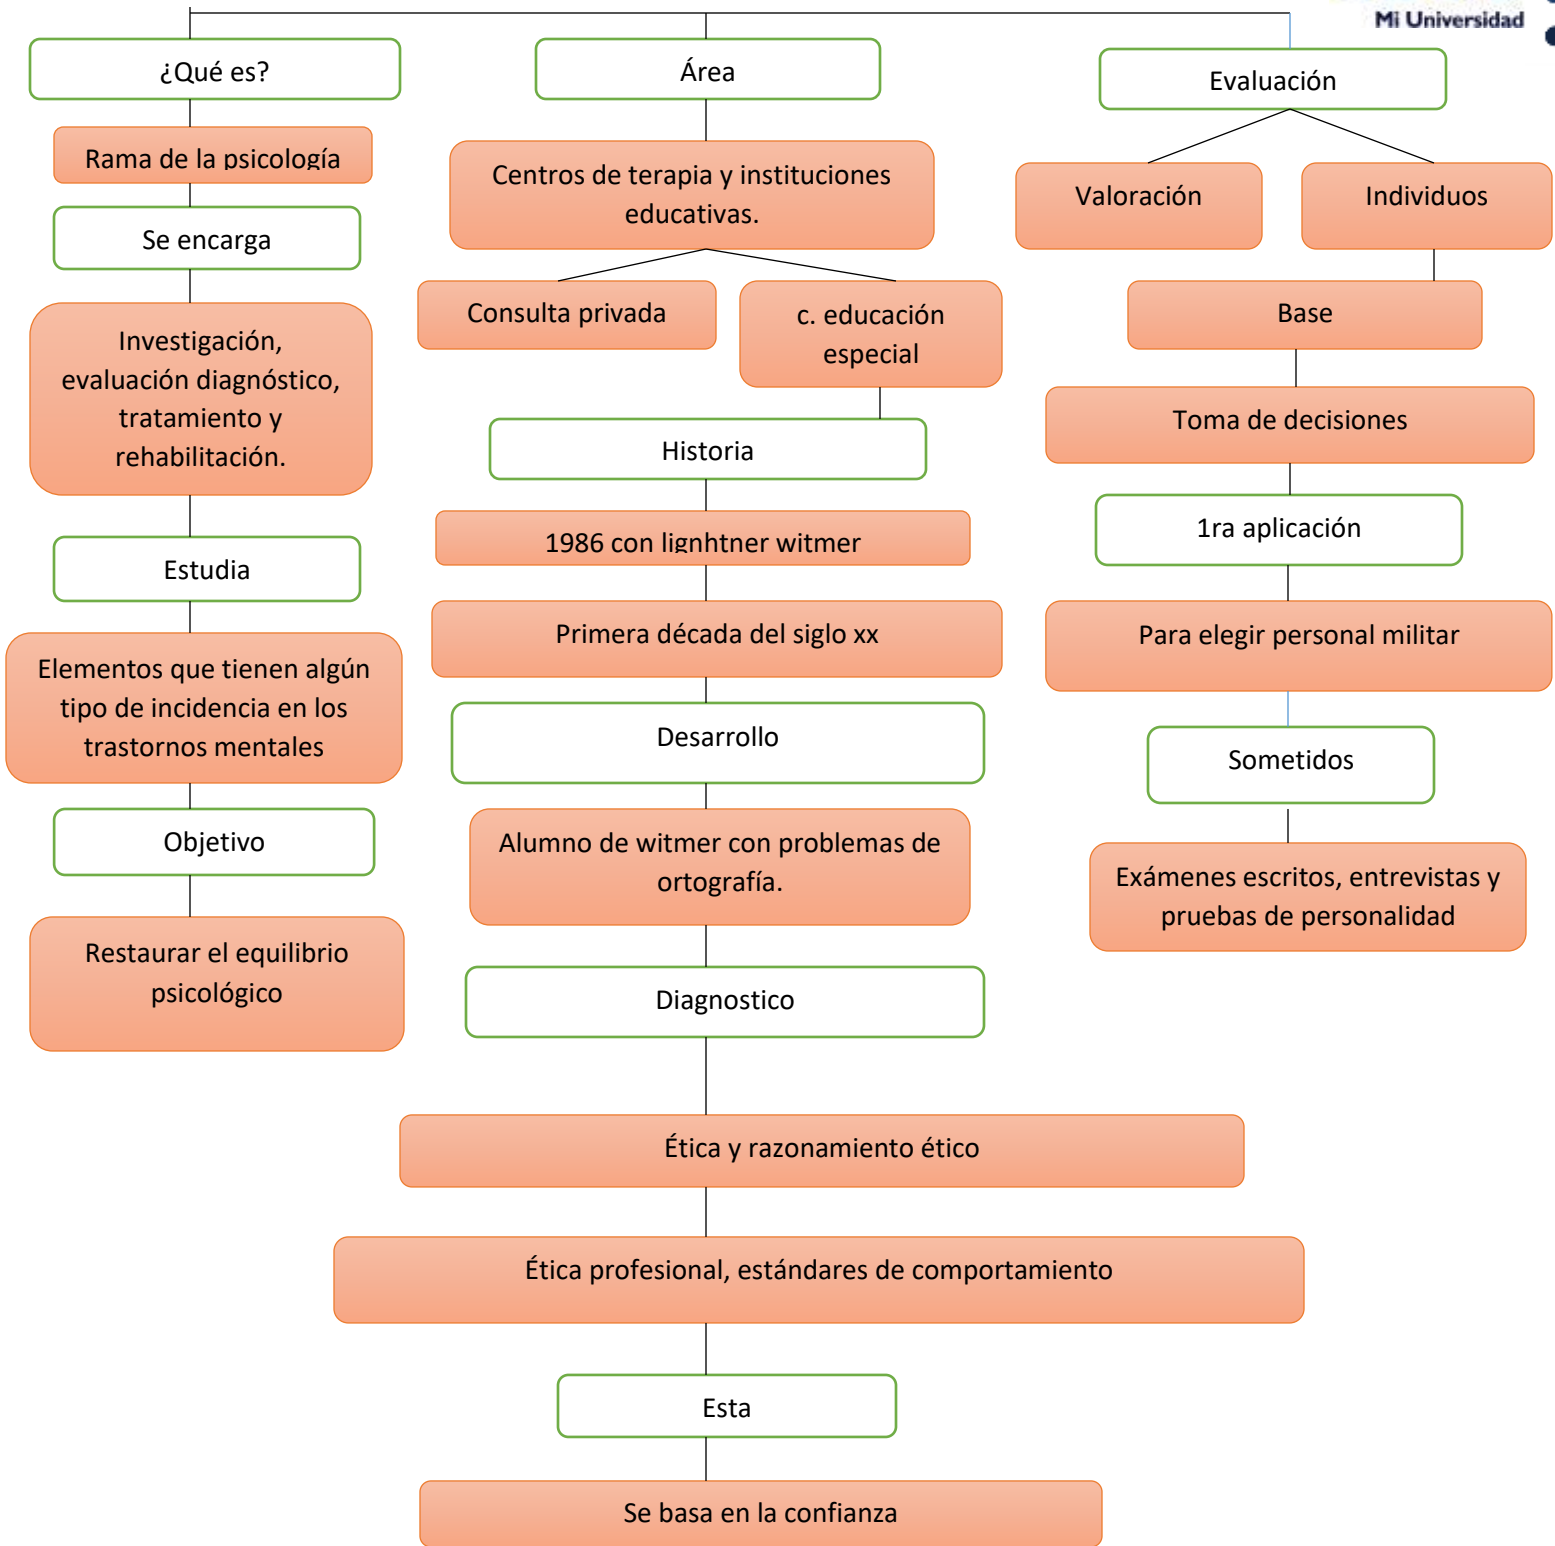 Mi Universidad
¿Qué es?
Rama de la psicología
Se encarga
Investigación,
evaluación diagnóstico,
tratamiento y
rehabilitación.
Estudia
Elementos que tienen algún
tipo de incidencia en los
trastornos mentales
Objetivo
Restaurar el equilibrio
psicológico
Área
Centros de terapia y instituciones
educativas.
Consulta privada
c. educación
especial
Historia
1986 con lignhtner witmer
Primera década del siglo xx
Desarrollo
Alumno de witmer con problemas de
ortografía.
Diagnostico
Ética y razonamiento ético
Ética profesional, estándares de comportamiento
Esta
Se basa en la confianza
Evaluación
Valoración
Individuos
Base
Toma de decisiones
1ra aplicación
Para elegir personal militar
Sometidos
Exámenes escritos, entrevistas y
pruebas de personalidad